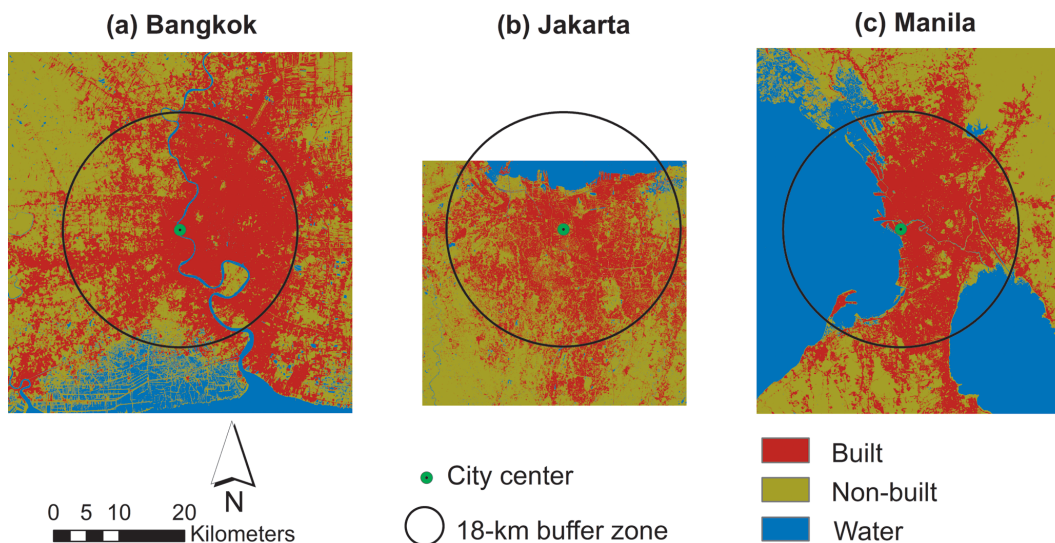 (a) Bangkok
(b) Jakarta
(c) Manila
N
0 5 10 20
Kilometers
City center
18-km buffer zone
Built
Non-built
Water